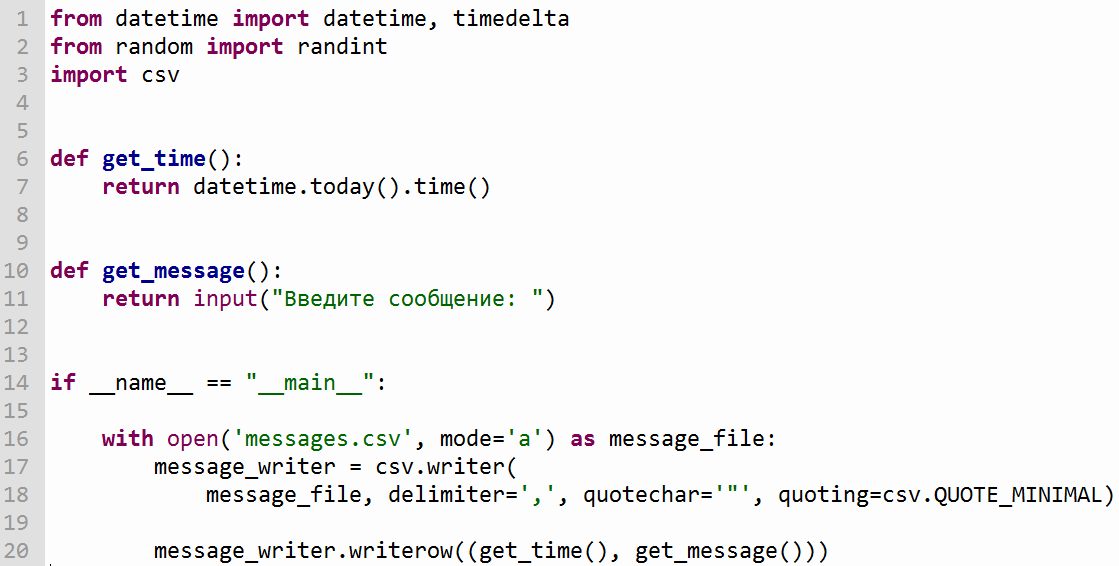 1 from datetime import datetime, timedelta
2 from random import randint
3 import csv
4
5
6 def get_time():
7     return datetime.today().time()
8
9
10 def get_message():
11     return input("Введите сообщение: ")
12
13
14 if __name__ == "__main__":
15
16     with open('messages.csv', mode='a') as message_file:
17         message_writer = csv.writer(
18             message_file, delimiter=',', quotechar='"', quoting=csv.QUOTE_MINIMAL)
19
20         message_writer.writerow((get_time(), get_message()))